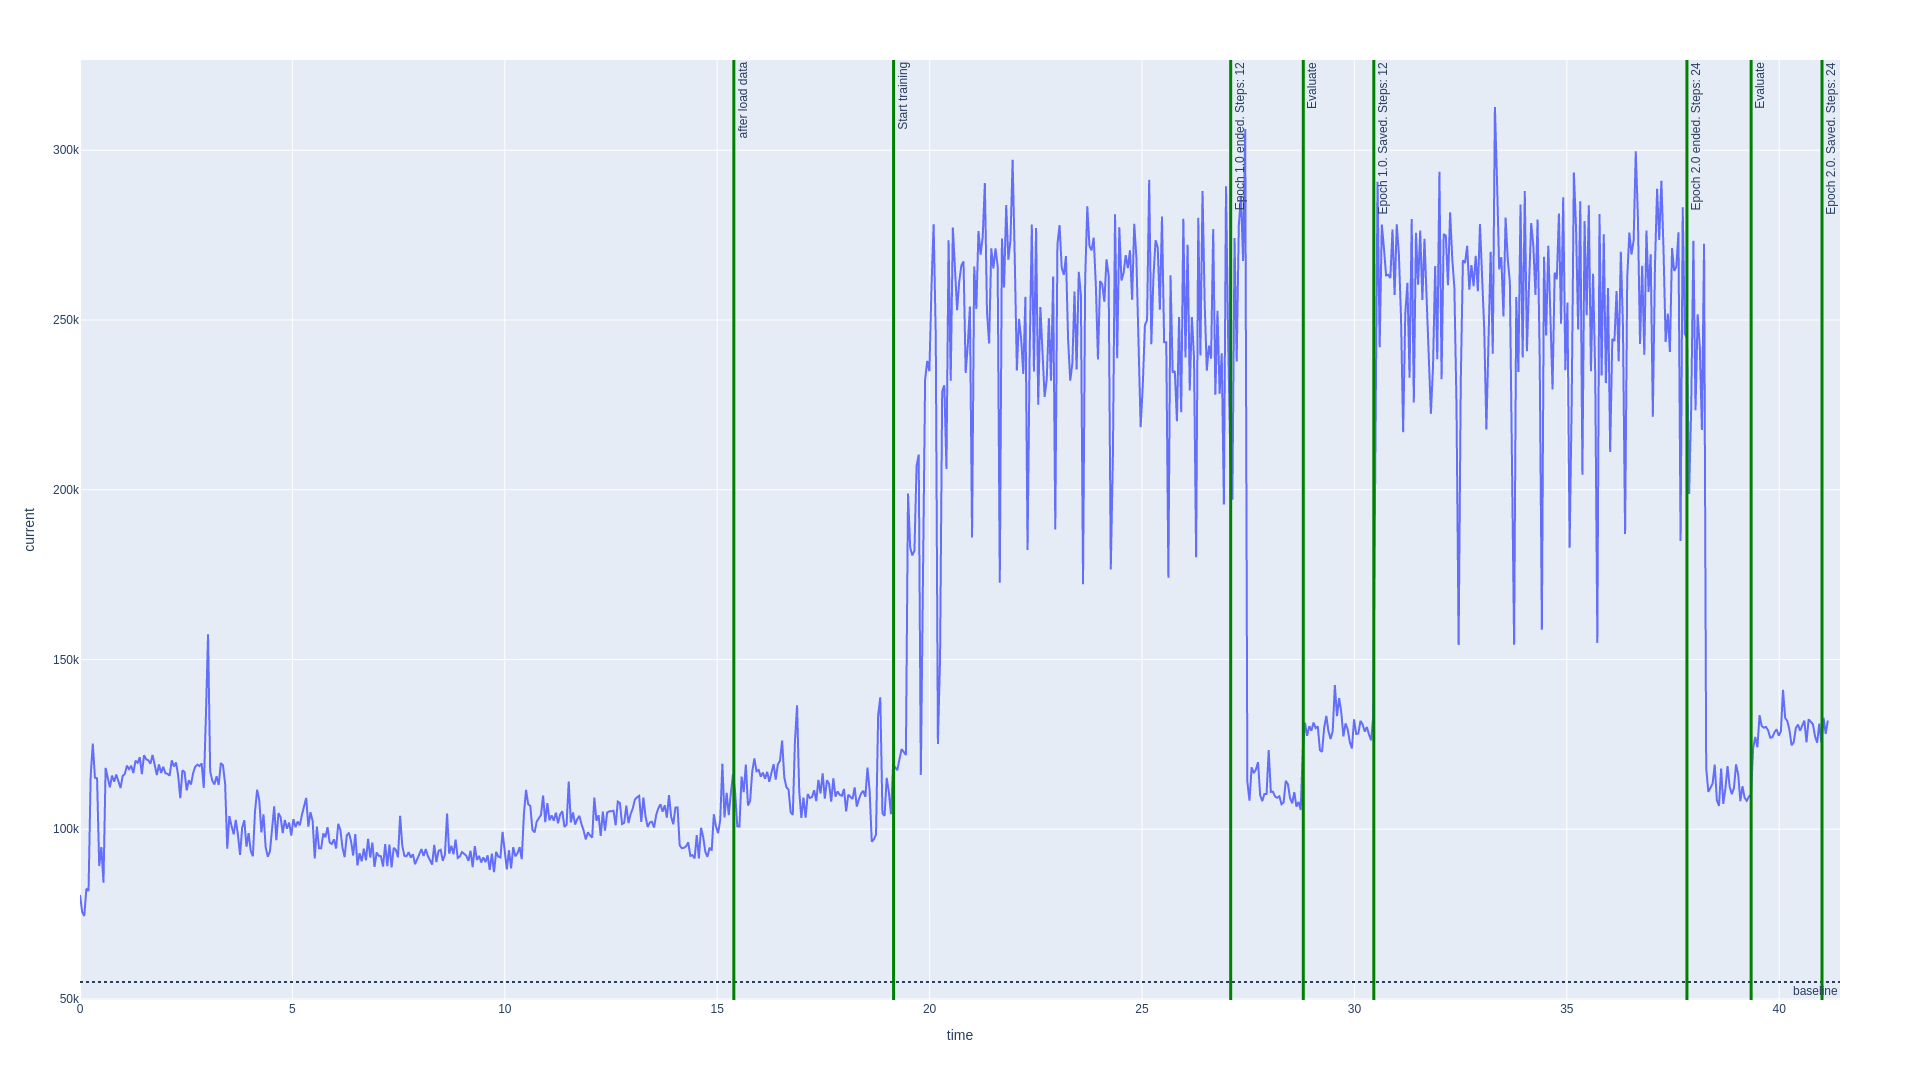 after load data
Start training
Epoch 1.0 ended. Steps: 12
Evaluate
Epoch 1.0. Saved. Steps: 12
Epoch 2.0 ended. Steps: 24
Evaluate
Epoch 2.0. Saved. Steps: 24
300k
250k
200k
150k
100k
50k
current
baseline
0 5 10 15 20 25 30 35 40
time